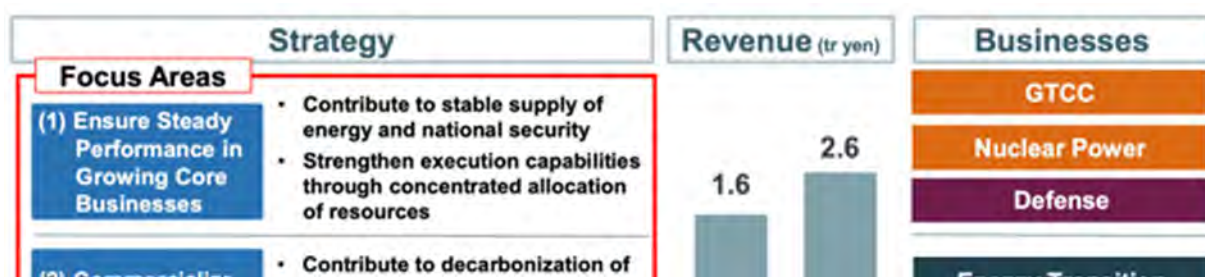 Strategy
Revenue (tr yen)
Businesses
Focus Areas
(1) Ensure Steady
Performance in
Growing Core
Businesses
• Contribute to stable supply of
energy and national security
• Strengthen execution capabilities
through concentrated allocation
of resources
1.6
2.6
GTCC
Nuclear Power
Defense
• Contribute to decarbonization of